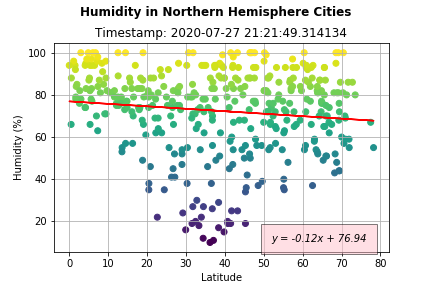 Humidity in Northern Hemisphere Cities
Timestamp: 2020-07-27 21:21:49.314134
100
80
60
40
20
Humidity (%)
y = -0.12x + 76.94
0 10 20 30 40 50 60 70 80
Latitude